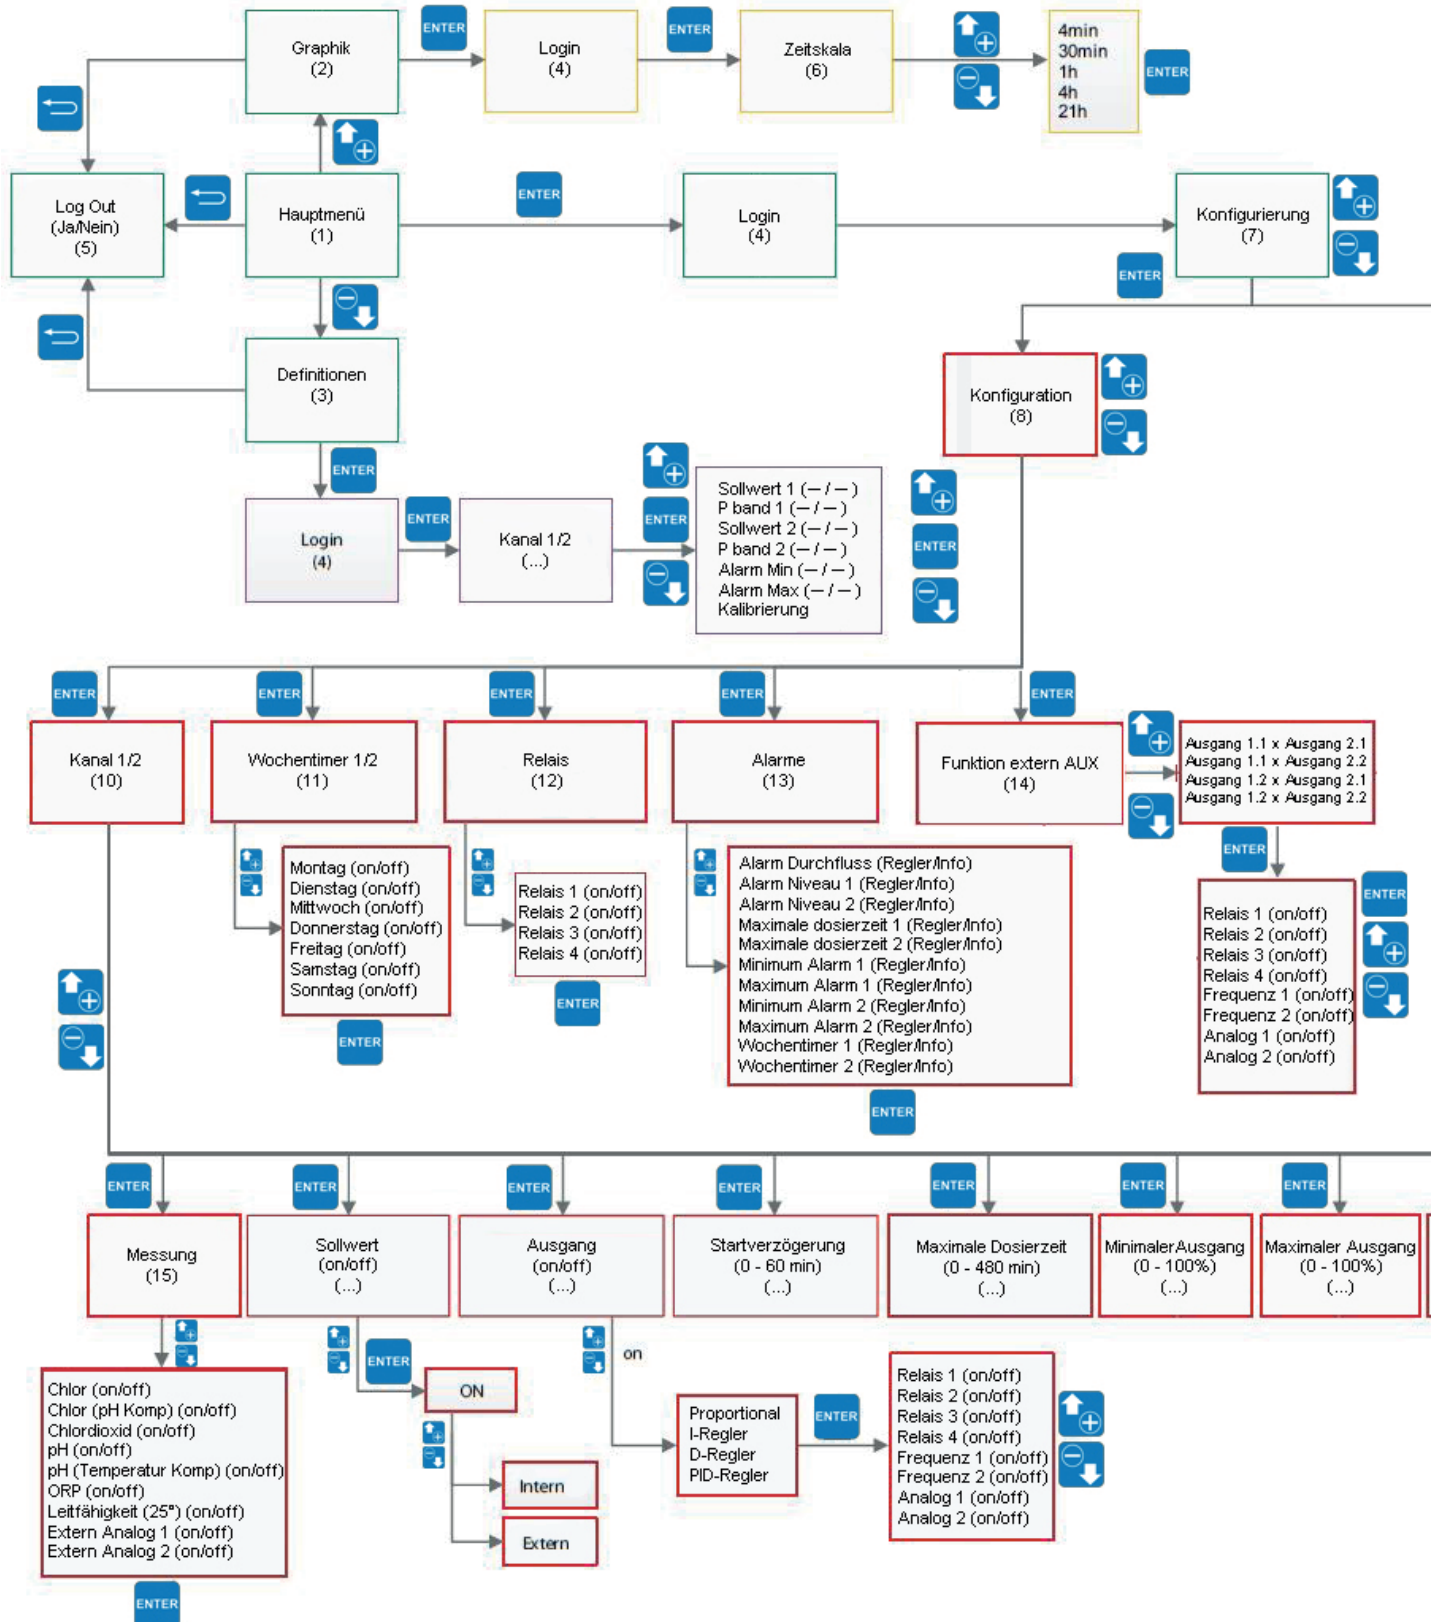 Graphik
(2)
ENTER
Login
(4)
ENTER
Zeitskala
(6)
4min
30min
1h
4h
21h
ENTER
Log Out
(Ja/Nein)
(5)
Hauptmenü
(1)
ENTER
Login
(4)
Konfigurierung
(7)
ENTER
Definitionen
(3)
Konfiguration
(8)
ENTER
Login
(4)
ENTER
Kanal 1/2
(...)
ENTER
Sollwert 1 (— / —)
P band 1 (— / —)
Sollwert 2 (— / —)
P band 2 (— / —)
Alarm Min (— / —)
Alarm Max (— / —)
Kalibrierung
ENTER
ENTER
Kanal 1/2
(10)
ENTER
Wochentimer 1/2
(11)
ENTER
Relais
(12)
ENTER
Alarme
(13)
ENTER
Funktion extern AUX
(14)
Ausgang 1.1 x Ausgang 2.1
Ausgang 1.1 x Ausgang 2.2
Ausgang 1.2 x Ausgang 2.1
Ausgang 1.2 x Ausgang 2.2
Montag (on/off)
Dienstag (on/off)
Mittwoch (on/off)
Donnerstag (on/off)
Freitag (on/off)
Samstag (on/off)
Sonntag (on/off)
ENTER
Relais 1 (on/off)
Relais 2 (on/off)
Relais 3 (on/off)
Relais 4 (on/off)
ENTER
Alarm Durchfluss (Regler/Info)
Alarm Niveau 1 (Regler/Info)
Alarm Niveau 2 (Regler/Info)
Maximale dosierzeit 1 (Regler/Info)
Maximale dosierzeit 2 (Regler/Info)
Minimum Alarm 1 (Regler/Info)
Maximum Alarm 1 (Regler/Info)
Minimum Alarm 2 (Regler/Info)
Maximum Alarm 2 (Regler/Info)
Wochentimer 1 (Regler/Info)
Wochentimer 2 (Regler/Info)
ENTER
ENTER
Relais 1 (on/off)
Relais 2 (on/off)
Relais 3 (on/off)
Relais 4 (on/off)
Frequenz 1 (on/off)
Frequenz 2 (on/off)
Analog 1 (on/off)
Analog 2 (on/off)
ENTER
ENTER
Messung
(15)
ENTER
Sollwert
(on/off)
(...)
ENTER
Ausgang
(on/off)
(...)
ENTER
Startverzögerung
(0 - 60 min)
(...)
ENTER
Maximale Dosierzeit
(0 - 480 min)
(...)
ENTER
Minimaler Ausgang
(0 - 100%)
(...)
ENTER
Maximaler Ausgang
(0 - 100%)
(...)
Chlor (on/off)
Chlor (pH Komp) (on/off)
Chlordioxid (on/off)
pH (on/off)
pH (Temperatur Komp) (on/off)
ORP (on/off)
Leitfähigkeit (25°) (on/off)
Extern Analog 1 (on/off)
Extern Analog 2 (on/off)
ENTER
ENTER
ON
Intern
Extern
on
Proportional
I-Regler
D-Regler
PID-Regler
ENTER
Relais 1 (on/off)
Relais 2 (on/off)
Relais 3 (on/off)
Relais 4 (on/off)
Frequenz 1 (on/off)
Frequenz 2 (on/off)
Analog 1 (on/off)
Analog 2 (on/off)